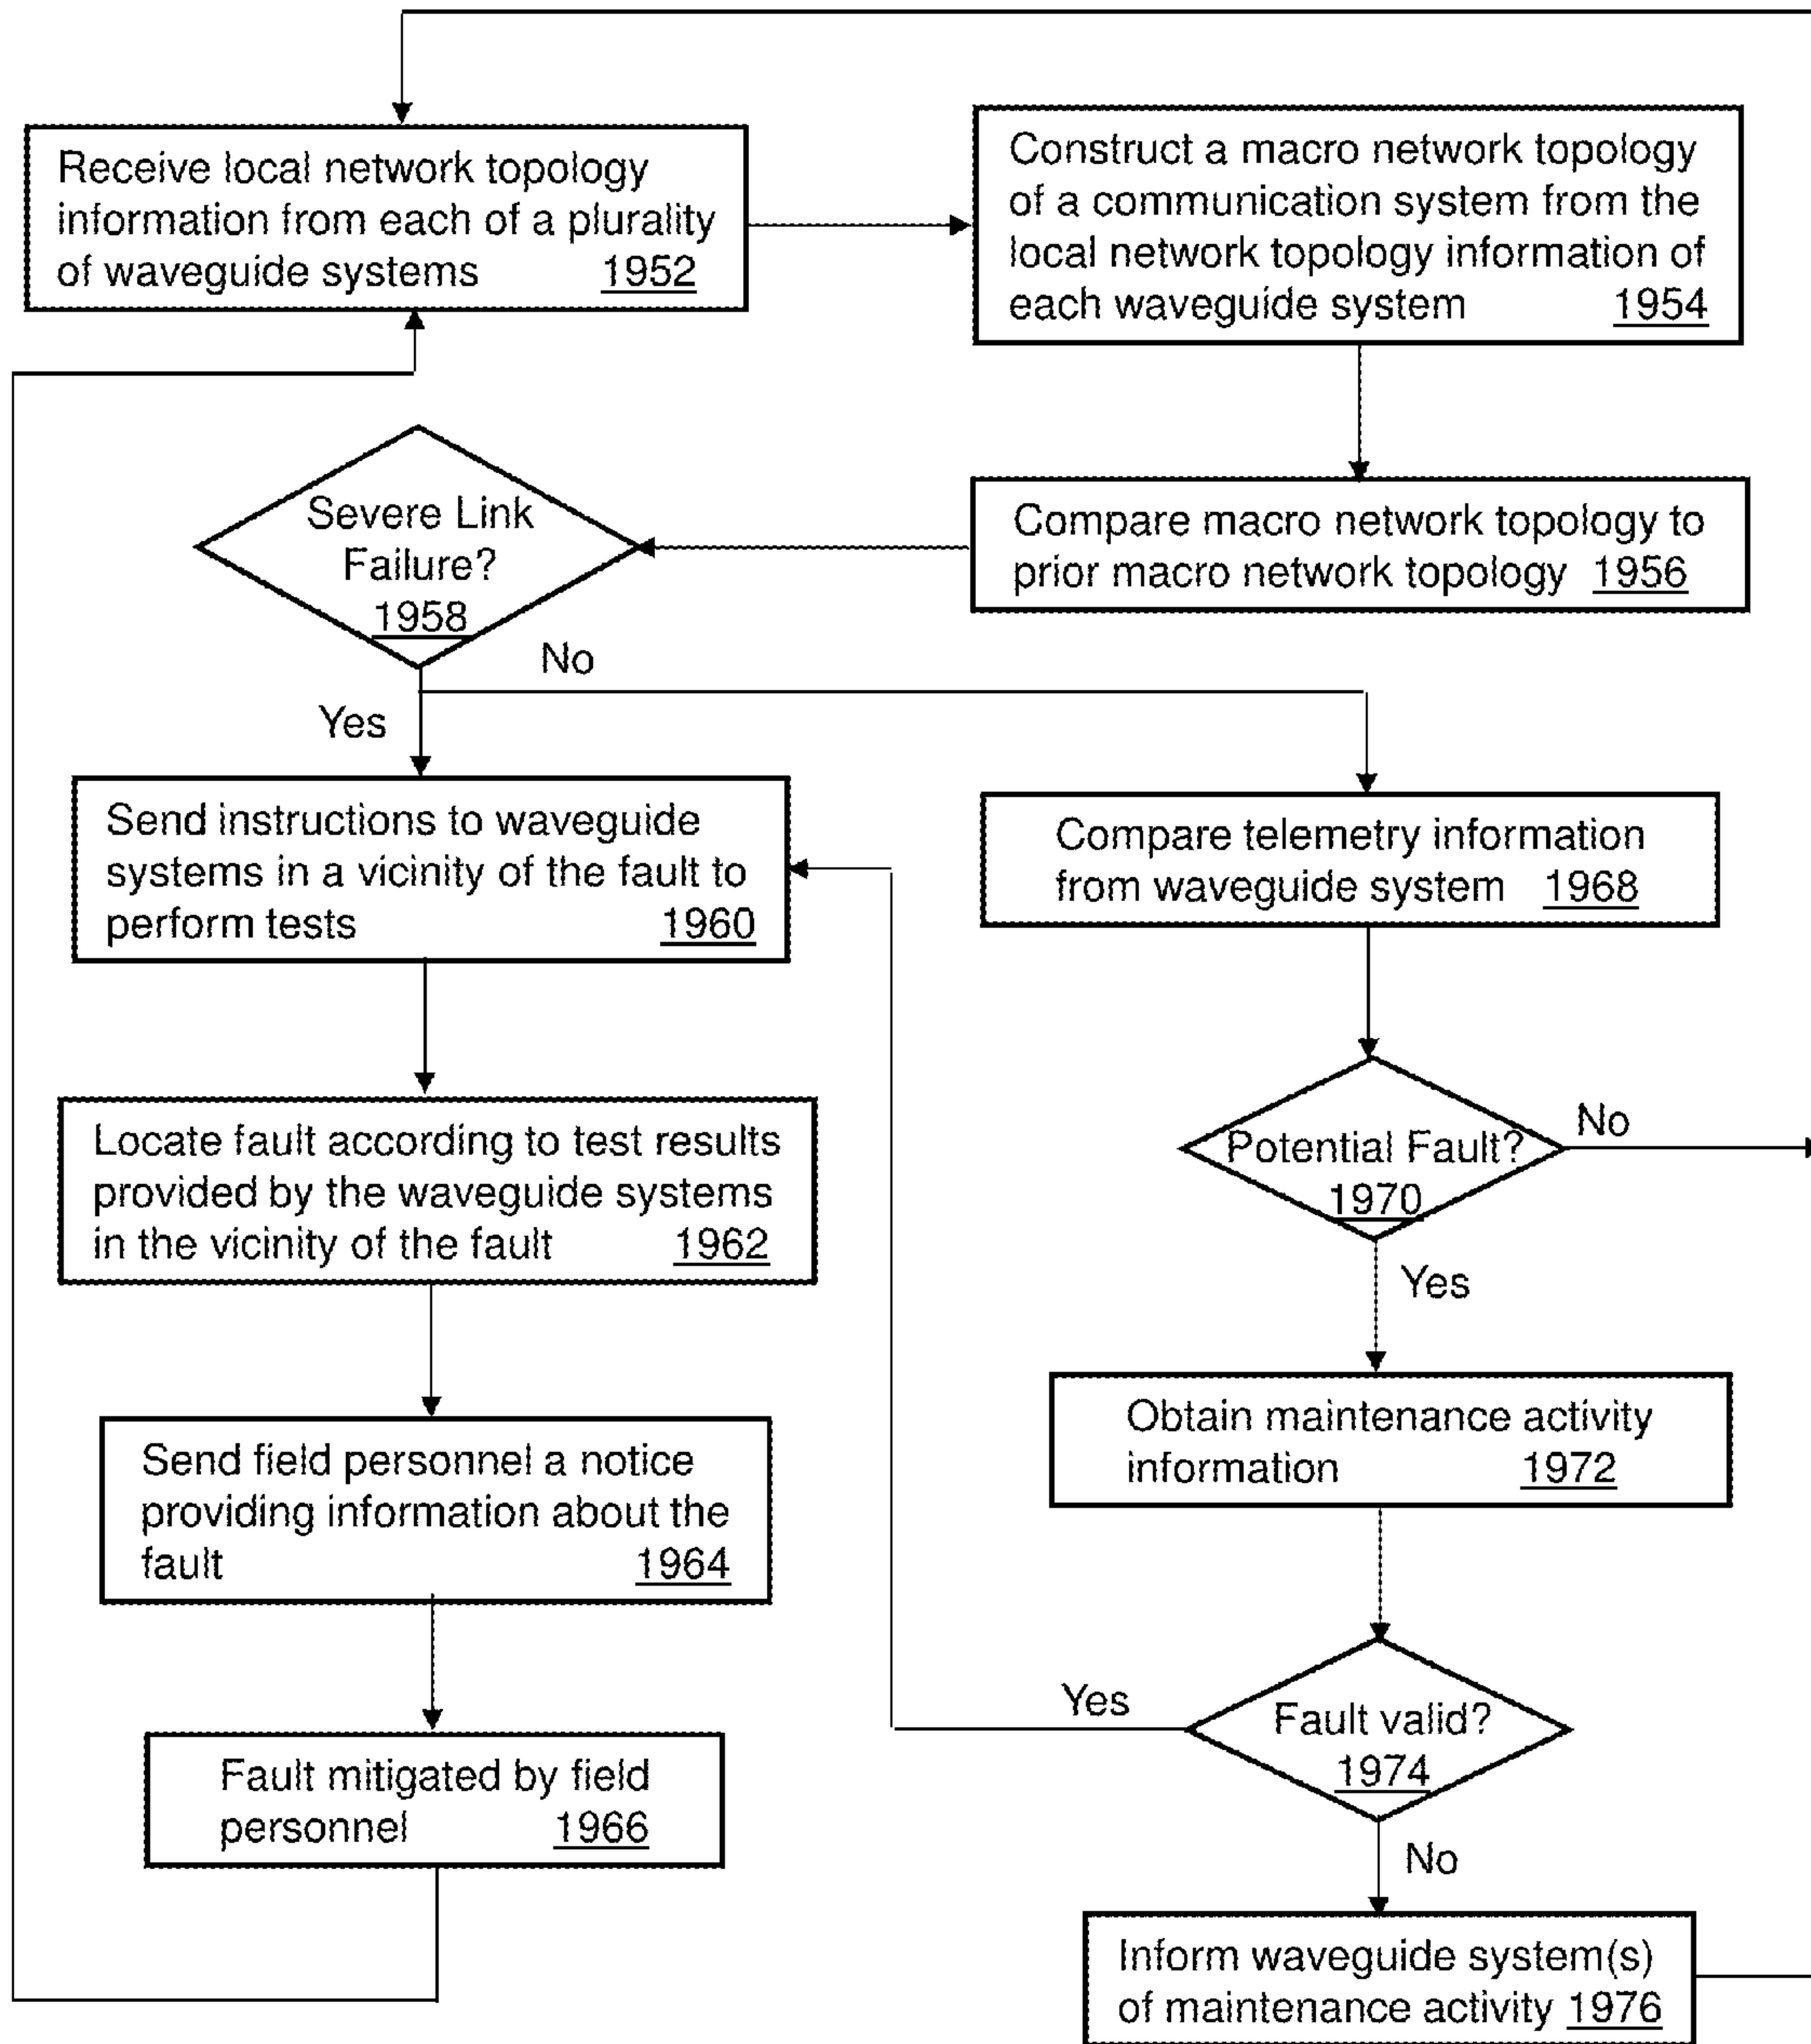 Receive local network topology
information from each of a plurality
of waveguide systems 1952
Construct a macro network topology
of a communication system from the
local network topology information of
each waveguide system 1954
Severe Link
Failure?
1958
Compare macro network topology to
prior macro network topology 1956
No
Yes
Send instructions to waveguide
systems in a vicinity of the fault to
perform tests 1960
Compare telemetry information
from waveguide system 1968
Locate fault according to test results
provided by the waveguide systems
in the vicinity of the fault 1962
Potential Fault?
1970
No
Yes
Send field personnel a notice
providing information about the
fault 1964
Obtain maintenance activity
information 1972
Fault mitigated by field
personnel 1966
Yes
Fault valid?
1974
No
Inform waveguide system(s)
of maintenance activity 1976